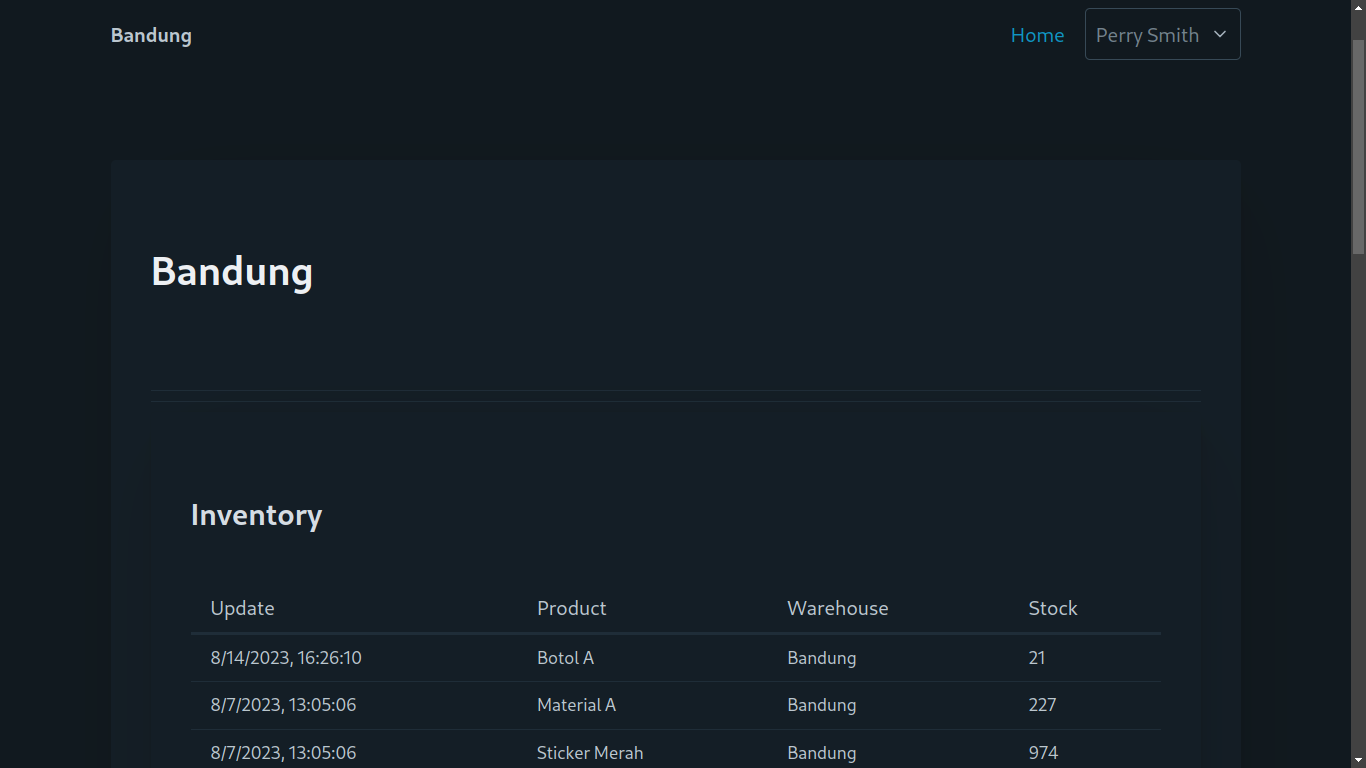 Bandung Home Perry Smith
Bandung
Inventory
Update Product Warehouse Stock
8/14/2023, 16:26:10 Botol A Bandung 21
8/7/2023, 13:05:06 Material A Bandung 227
8/7/2023, 13:05:06 Sticker Merah Bandung 974